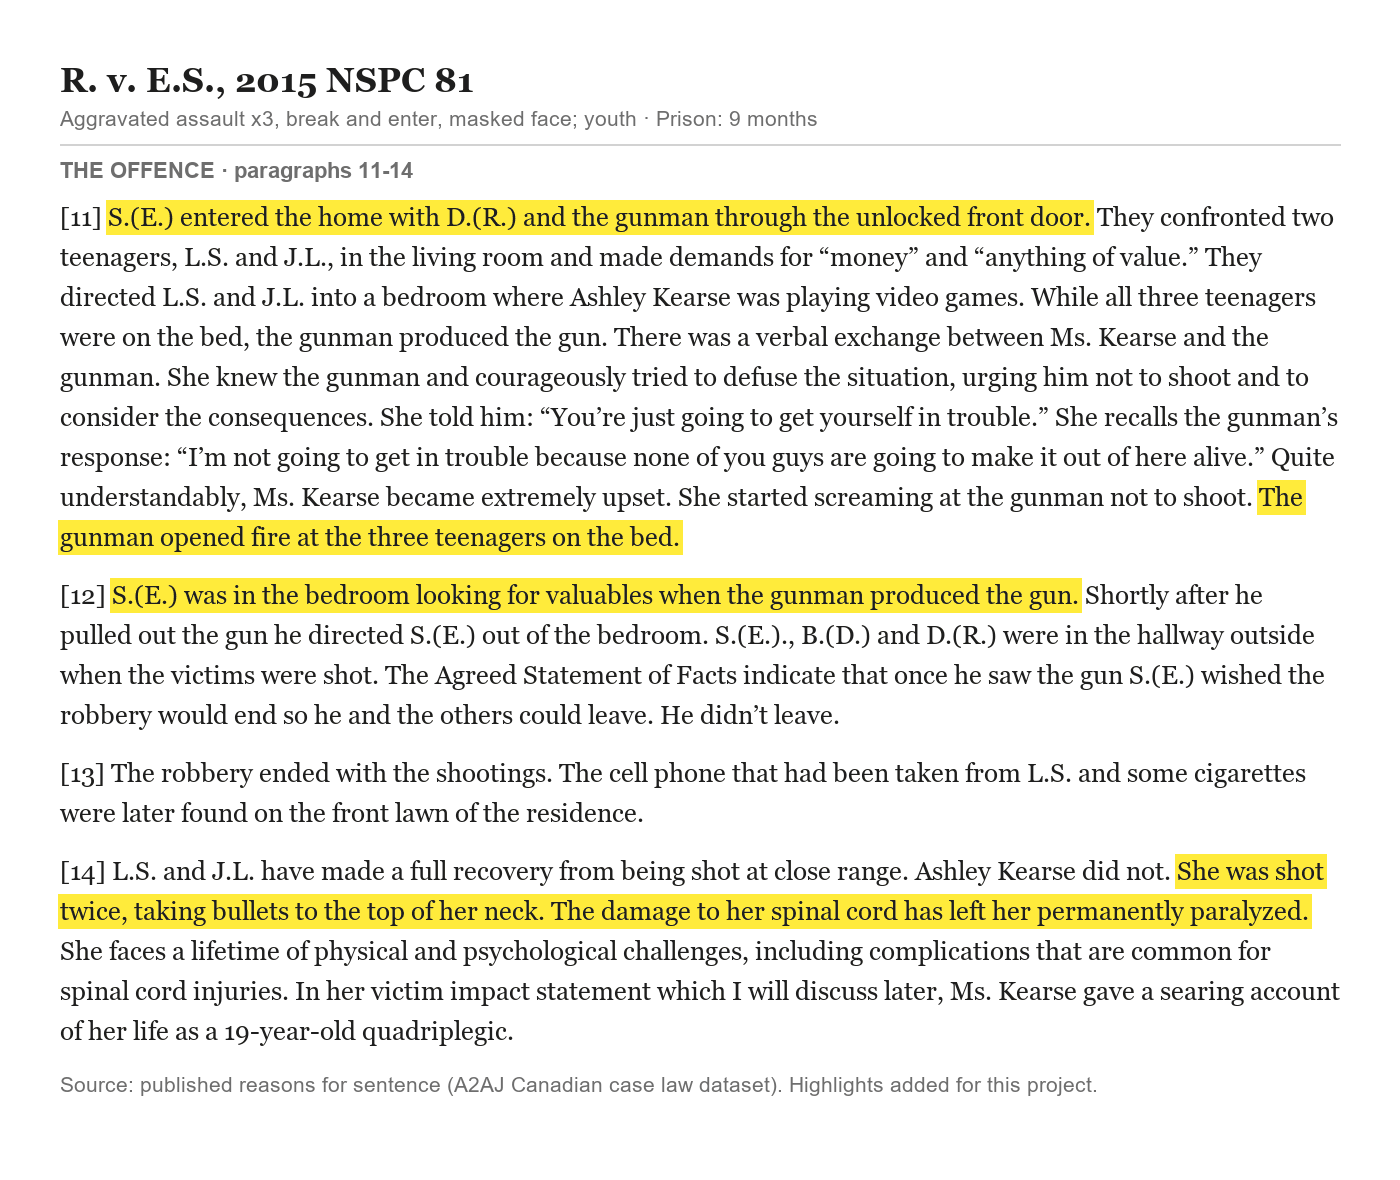 R. v. E.S., 2015 NSPC 81
Aggravated assault x3, break and enter, masked face; youth · Prison: 9 months
THE OFFENCE · paragraphs 11-14
[11] S.(E.) entered the home with D.(R.) and the gunman through the unlocked front door. They confronted two
teenagers, L.S. and J.L., in the living room and made demands for “money” and “anything of value.” They
directed L.S. and J.L. into a bedroom where Ashley Kearse was playing video games. While all three teenagers
were on the bed, the gunman produced the gun. There was a verbal exchange between Ms. Kearse and the
gunman. She knew the gunman and courageously tried to defuse the situation, urging him not to shoot and to
consider the consequences. She told him: “You’re just going to get yourself in trouble.” She recalls the gunman’s
response: “I’m not going to get in trouble because none of you guys are going to make it out of here alive.” Quite
understandably, Ms. Kearse became extremely upset. She started screaming at the gunman not to shoot. The
gunman opened fire at the three teenagers on the bed.
[12] S.(E.) was in the bedroom looking for valuables when the gunman produced the gun. Shortly after he
pulled out the gun he directed S.(E.) out of the bedroom. S.(E.)., B.(D.) and D.(R.) were in the hallway outside
when the victims were shot. The Agreed Statement of Facts indicate that once he saw the gun S.(E.) wished the
robbery would end so he and the others could leave. He didn’t leave.
[13] The robbery ended with the shootings. The cell phone that had been taken from L.S. and some cigarettes
were later found on the front lawn of the residence.
[14] L.S. and J.L. have made a full recovery from being shot at close range. Ashley Kearse did not. She was shot
twice, taking bullets to the top of her neck. The damage to her spinal cord has left her permanently paralyzed.
She faces a lifetime of physical and psychological challenges, including complications that are common for
spinal cord injuries. In her victim impact statement which I will discuss later, Ms. Kearse gave a searing account
of her life as a 19-year-old quadriplegic.
Source: published reasons for sentence (A2AJ Canadian case law dataset). Highlights added for this project.